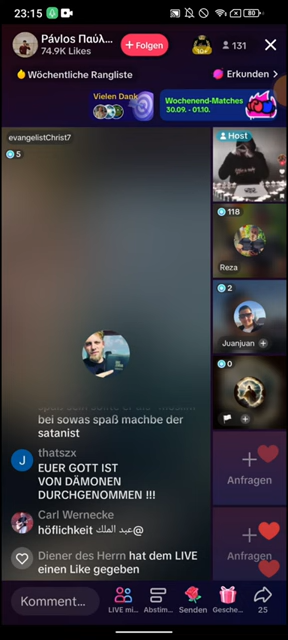 23:15
80
Pávlos Παύλ...
74.9K Likes
+ Folgen
10+
131
Wöchentliche Rangliste
Erkunden >
Vielen Dank
Wochenend-Matches
30.09. - 01.10.
evangelistChrist7
5
Host
118
Reza
2
Juanjuan
0
bei sowas spaß machbe der
satanist
J
thatszx
EUER GOTT IST
VON DÄMONEN
DURCHGENOMMEN !!!
Carl Wernecke
höflichkeit عبد الملك@
Diener des Herrn hat dem LIVE
einen Like gegeben
Anfragen
Anfragen
Komment...
LIVE mi...
Abstim...
Senden
Gesche...
25